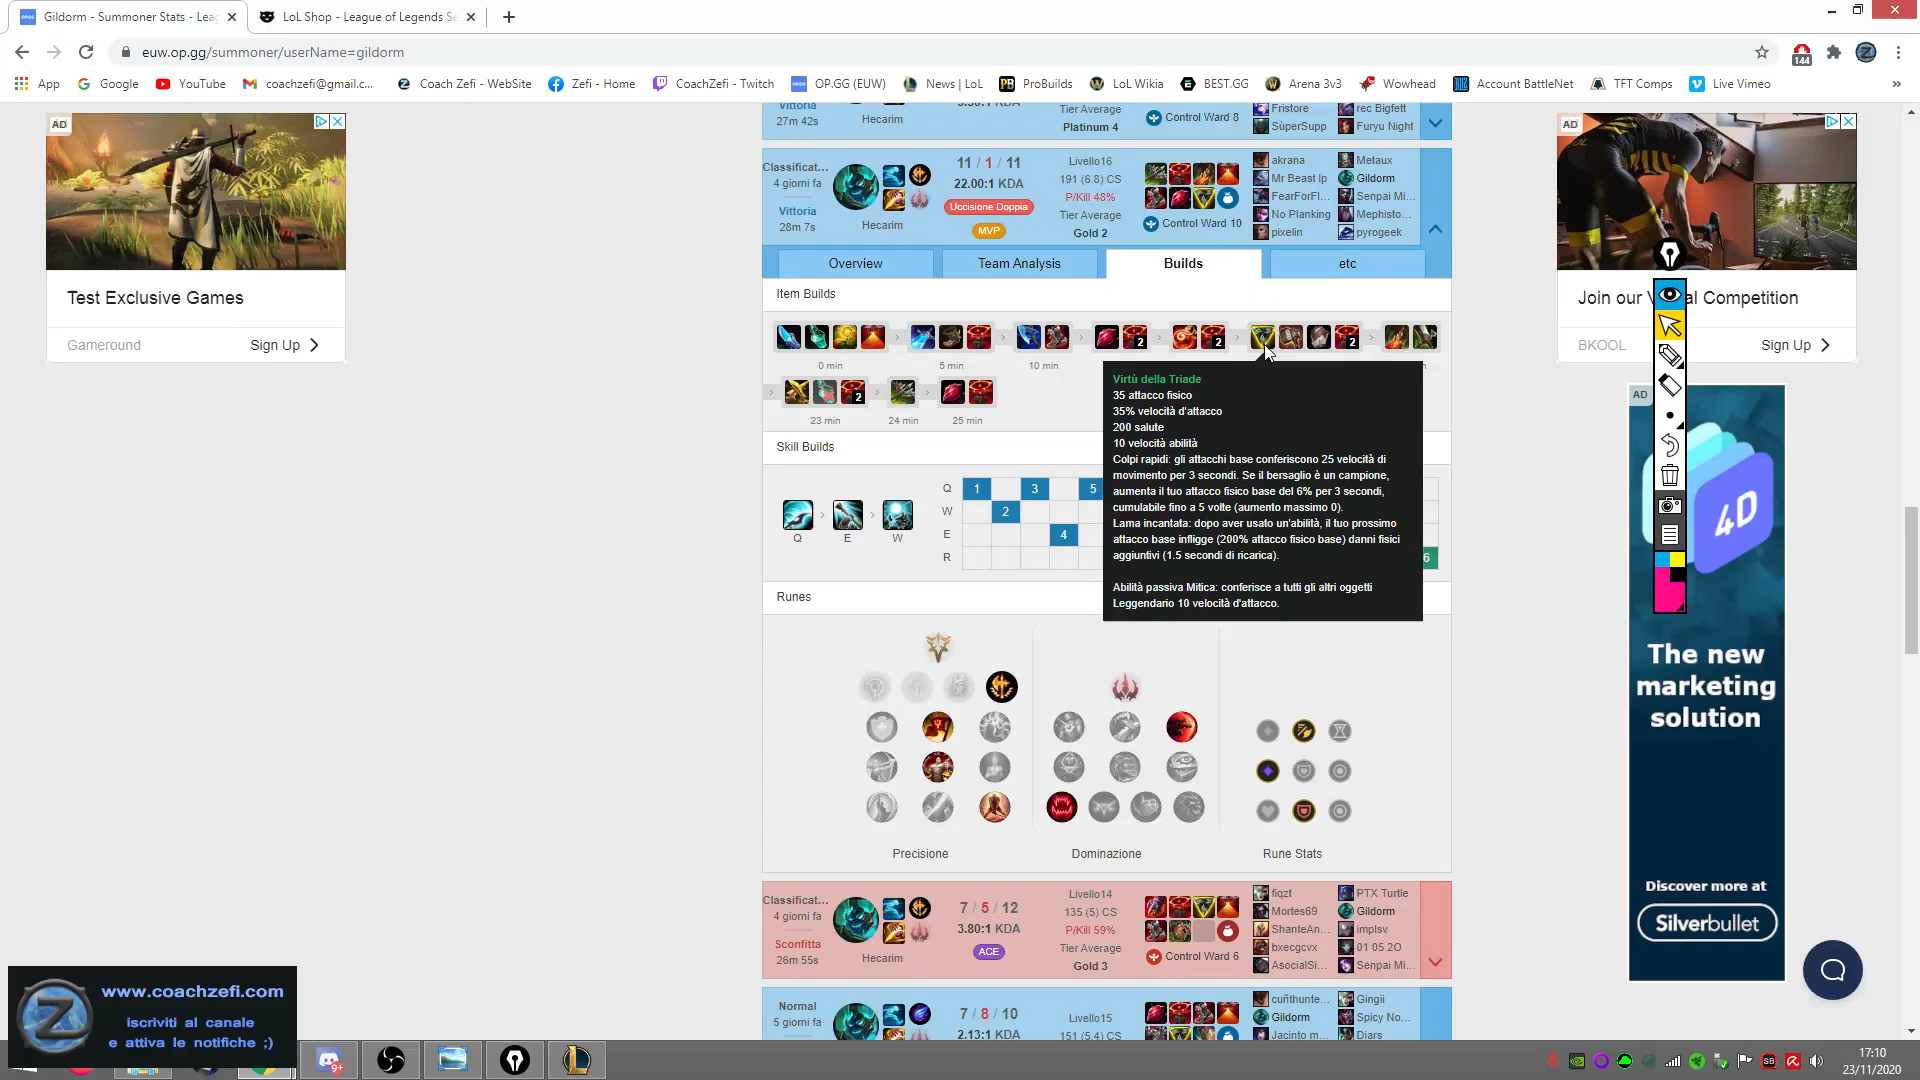 Gildorm - Summoner Stats - Leag
LoL Shop - League of Legends Se
euw.op.gg/summoner/userName=gildorm
144
App
Google
YouTube
coachzefi@gmail.c...
Coach Zefi - WebSite
Zefi - Home
CoachZefi - Twitch
OP.GG (EUW)
News | LoL
ProBuilds
LoL Wikia
BEST.GG
Arena 3v3
Wowhead
Account BattleNet
TFT Comps
Live Vimeo
AD
Test Exclusive Games
Gameround
Sign Up
Vittoria
27m 42s
Hecarim
Tier Average
Platinum 4
Control Ward 8
Fristore
SùperSupp
rec Bigfett
Furyu Night
Classificat...
4 giorni fa
Vittoria
28m 7s
Hecarim
11 / 1 / 11
22.00:1 KDA
Uccisione Doppia
MVP
Livello16
191 (6.8) CS
P/Kill 48%
Tier Average
Gold 2
Control Ward 10
akrana
Mr Beast lp
FearForFl...
No Planking
pixelin
Metaux
Gildorm
Senpai Mi...
Mephisto...
pyrogeek
Overview
Team Analysis
Builds
etc
Item Builds
2
2
2
0 min
5 min
10 min
2
23 min
24 min
25 min
Virtù della Triade
35 attacco fisico
35% velocità d'attacco
200 salute
10 velocità abilità
Colpi rapidi: gli attacchi base conferiscono 25 velocità di
movimento per 3 secondi. Se il bersaglio è un campione,
aumenta il tuo attacco fisico base del 6% per 3 secondi,
cumulabile fino a 5 volte (aumento massimo 0).
Lama incantata: dopo aver usato un'abilità, il tuo prossimo
attacco base infligge (200% attacco fisico base) danni fisici
aggiuntivi (1.5 secondi di ricarica).
Abilità passiva Mitica: conferisce a tutti gli altri oggetti
Leggendario 10 velocità d'attacco.
Skill Builds
Q
E
W
Q 1 3 5
W 2
E 4
R 6
Runes
Precisione
Dominazione
Rune Stats
Classificat...
4 giorni fa
Sconfitta
26m 55s
Hecarim
7 / 5 / 12
3.80:1 KDA
ACE
Livello14
135 (5) CS
P/Kill 59%
Tier Average
Gold 3
Control Ward 6
fiqzt
Mortes69
ShanteAn...
bxecgcvx
AsocialSi...
PTX Turtle
Gildorm
implsv
01 05 2O
Senpai Mi...
Normal
5 giorni fa
7 / 8 / 10
2.13:1 KDA
Livello15
151 (5.4) CS
cuñthunte...
Gildorm
Jacinto m...
Gingii
Spicy No...
Diars
AD
Join our V
al Competition
BKOOL
Sign Up
AD
4D
The new
marketing
solution
Discover more at
Silverbullet
www.coachzefi.com
iscriviti al canale
e attiva le notifiche ;)
9+
17:10
23/11/2020